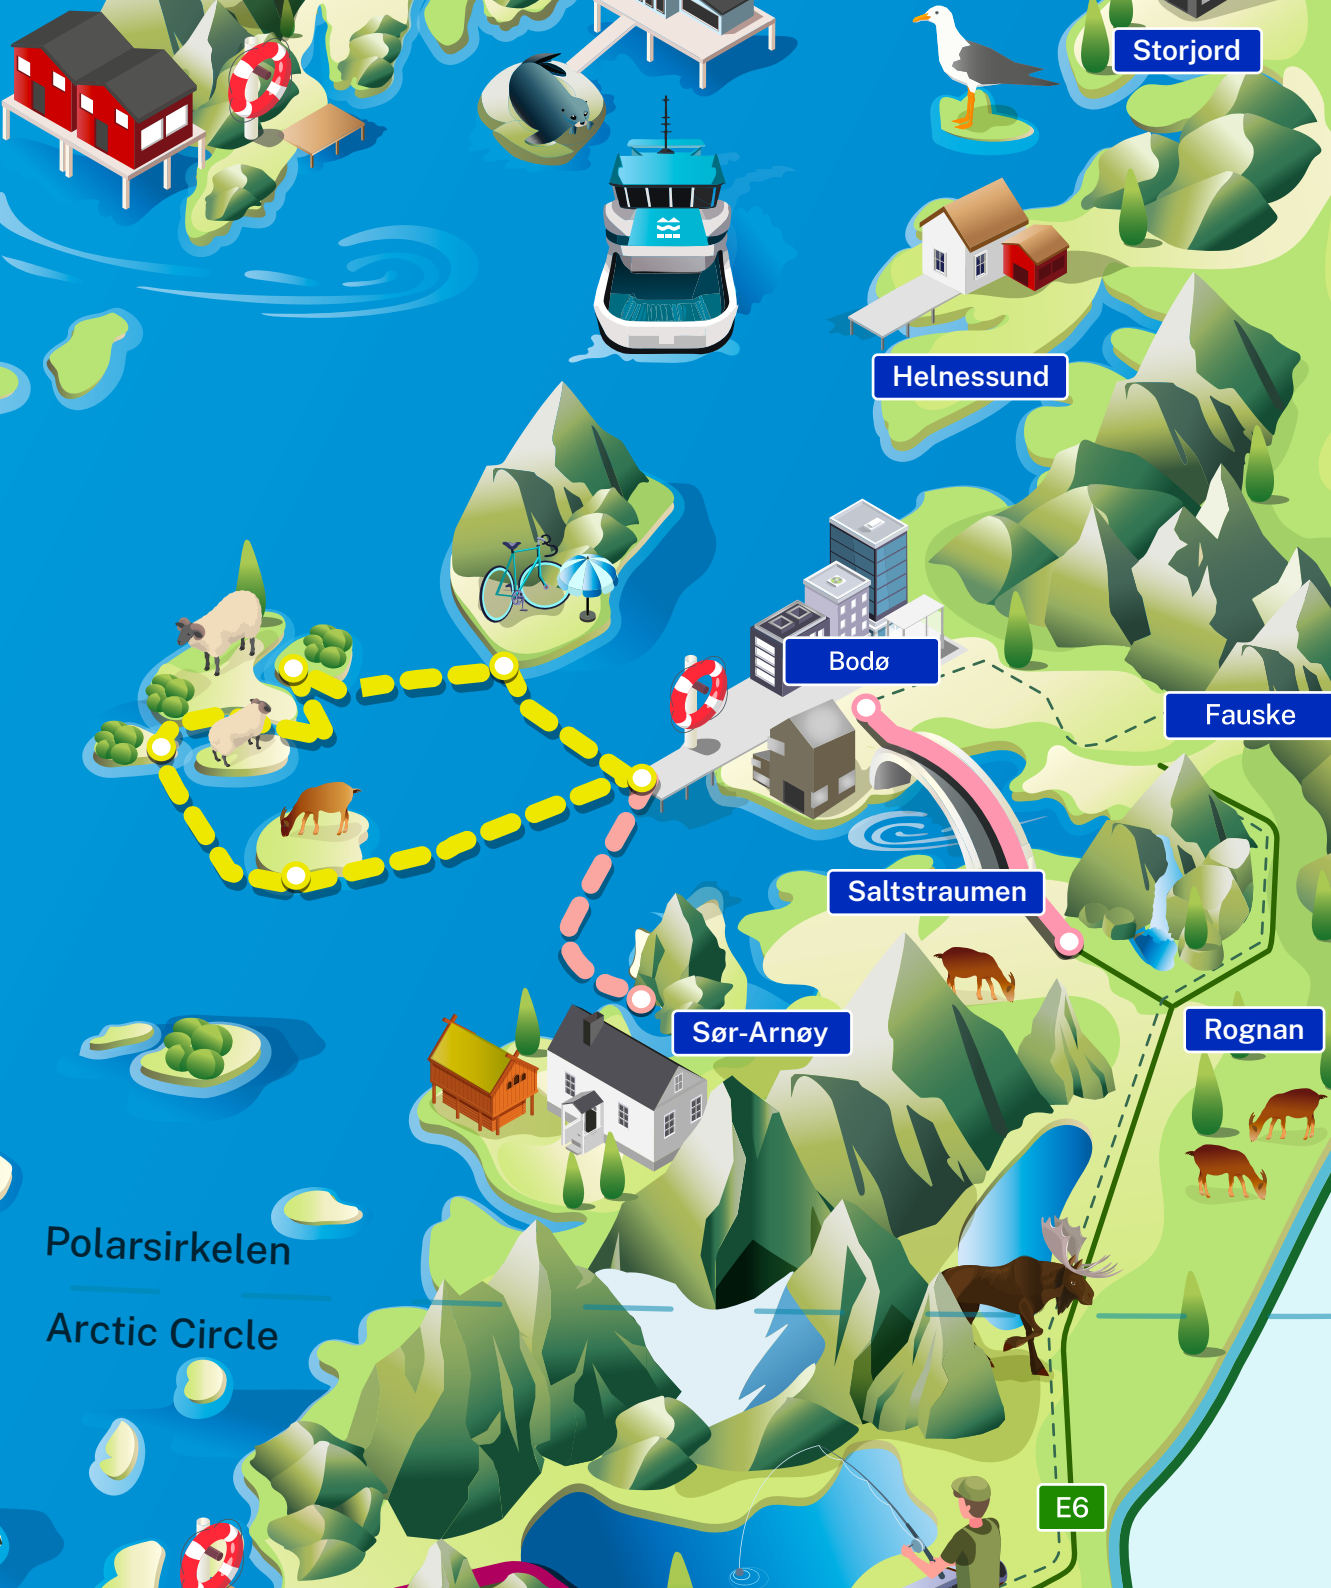 Storjord
Helnessund
Bodø
Fauske
Saltstraumen
Rognan
Sør-Arnøy
Polarsirkelen
Arctic Circle
E6